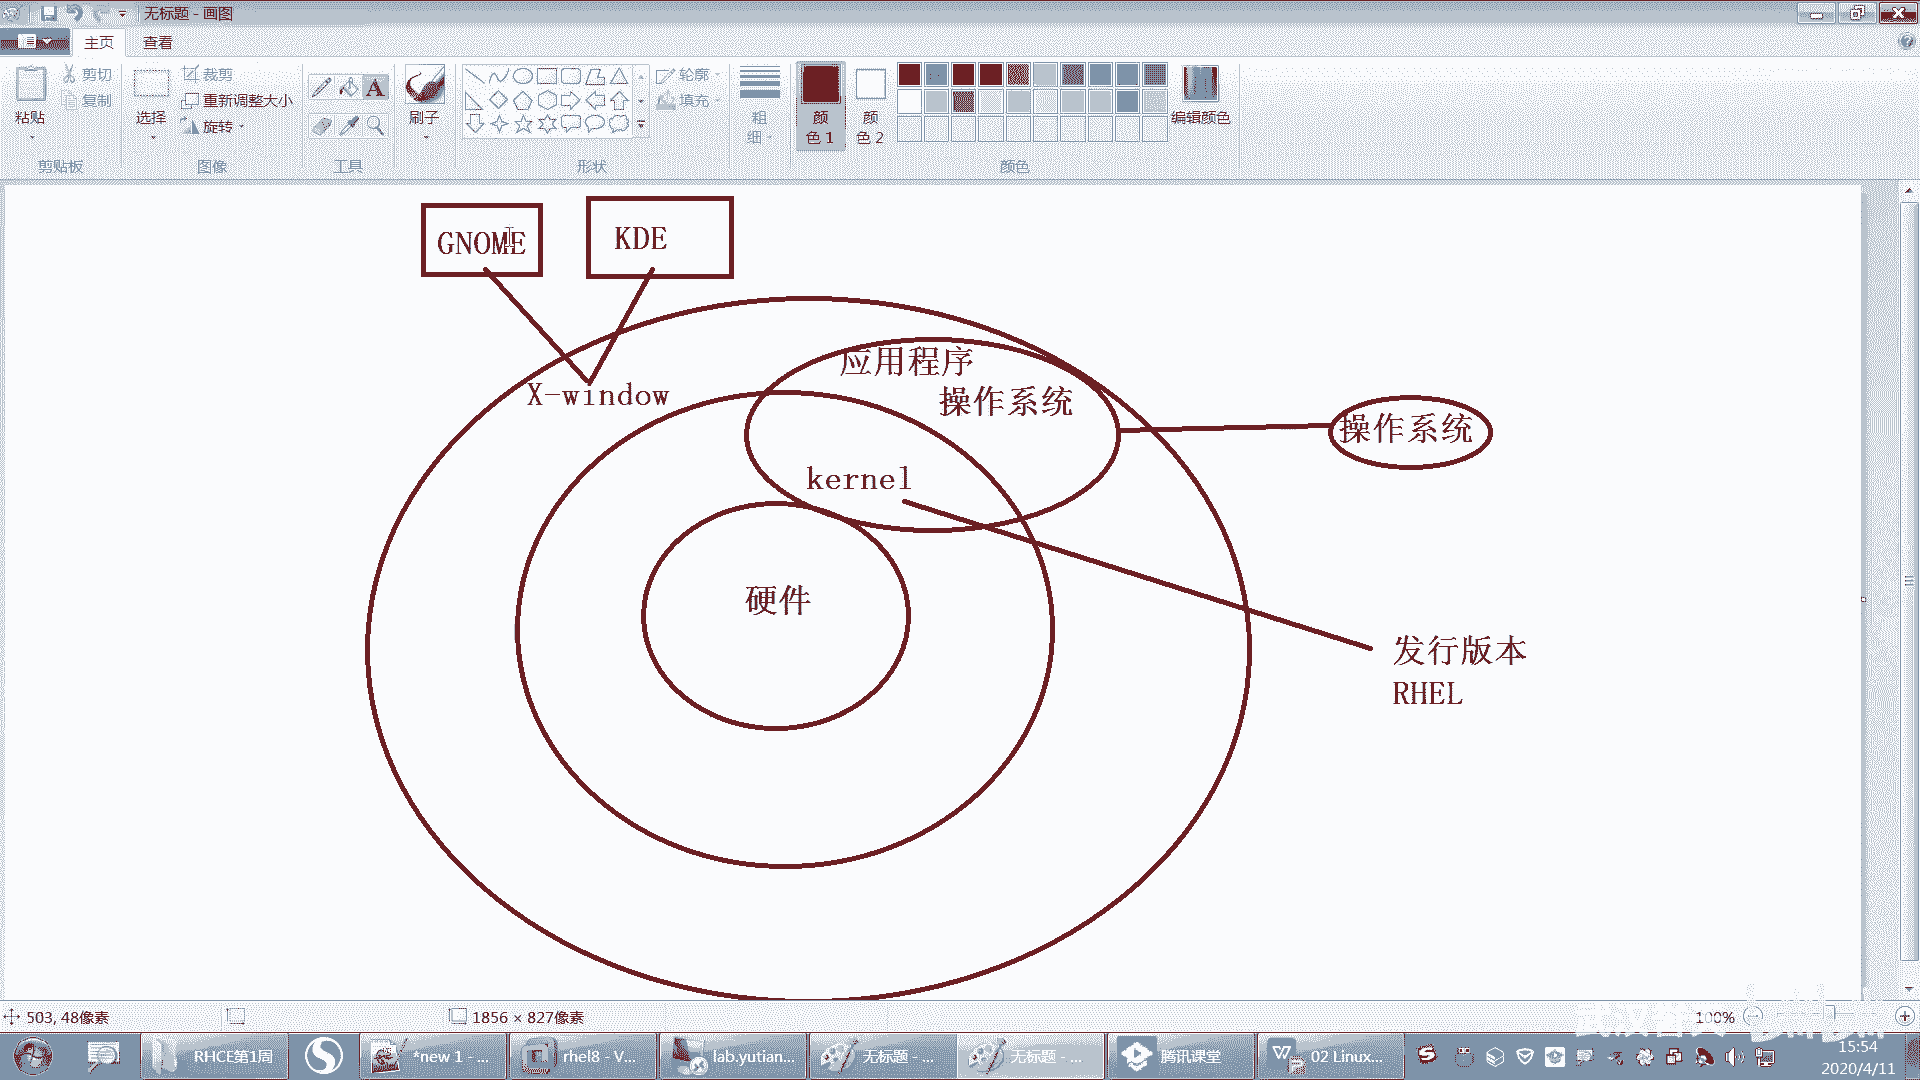 无标题 - 画图
主页 查看
剪切
复制
粘贴
剪贴板
选择
裁剪
重新调整大小
旋转
图像
A
工具
刷子
轮廓
填充
形状
粗
细
颜
色 1
颜
色 2
编辑颜色
颜色
GNOME
KDE
X-window
应用程序
操作系统
操作系统
kernel
硬件
发行版本
RHEL
503, 48像素
1856 × 827像素
100%
RHCE第1周
*new 1 - ...
rhel8 - V...
lab.yutian...
无标题 - ...
无标题 - ...
腾讯课堂
02 Linux...
15:54
2020/4/11